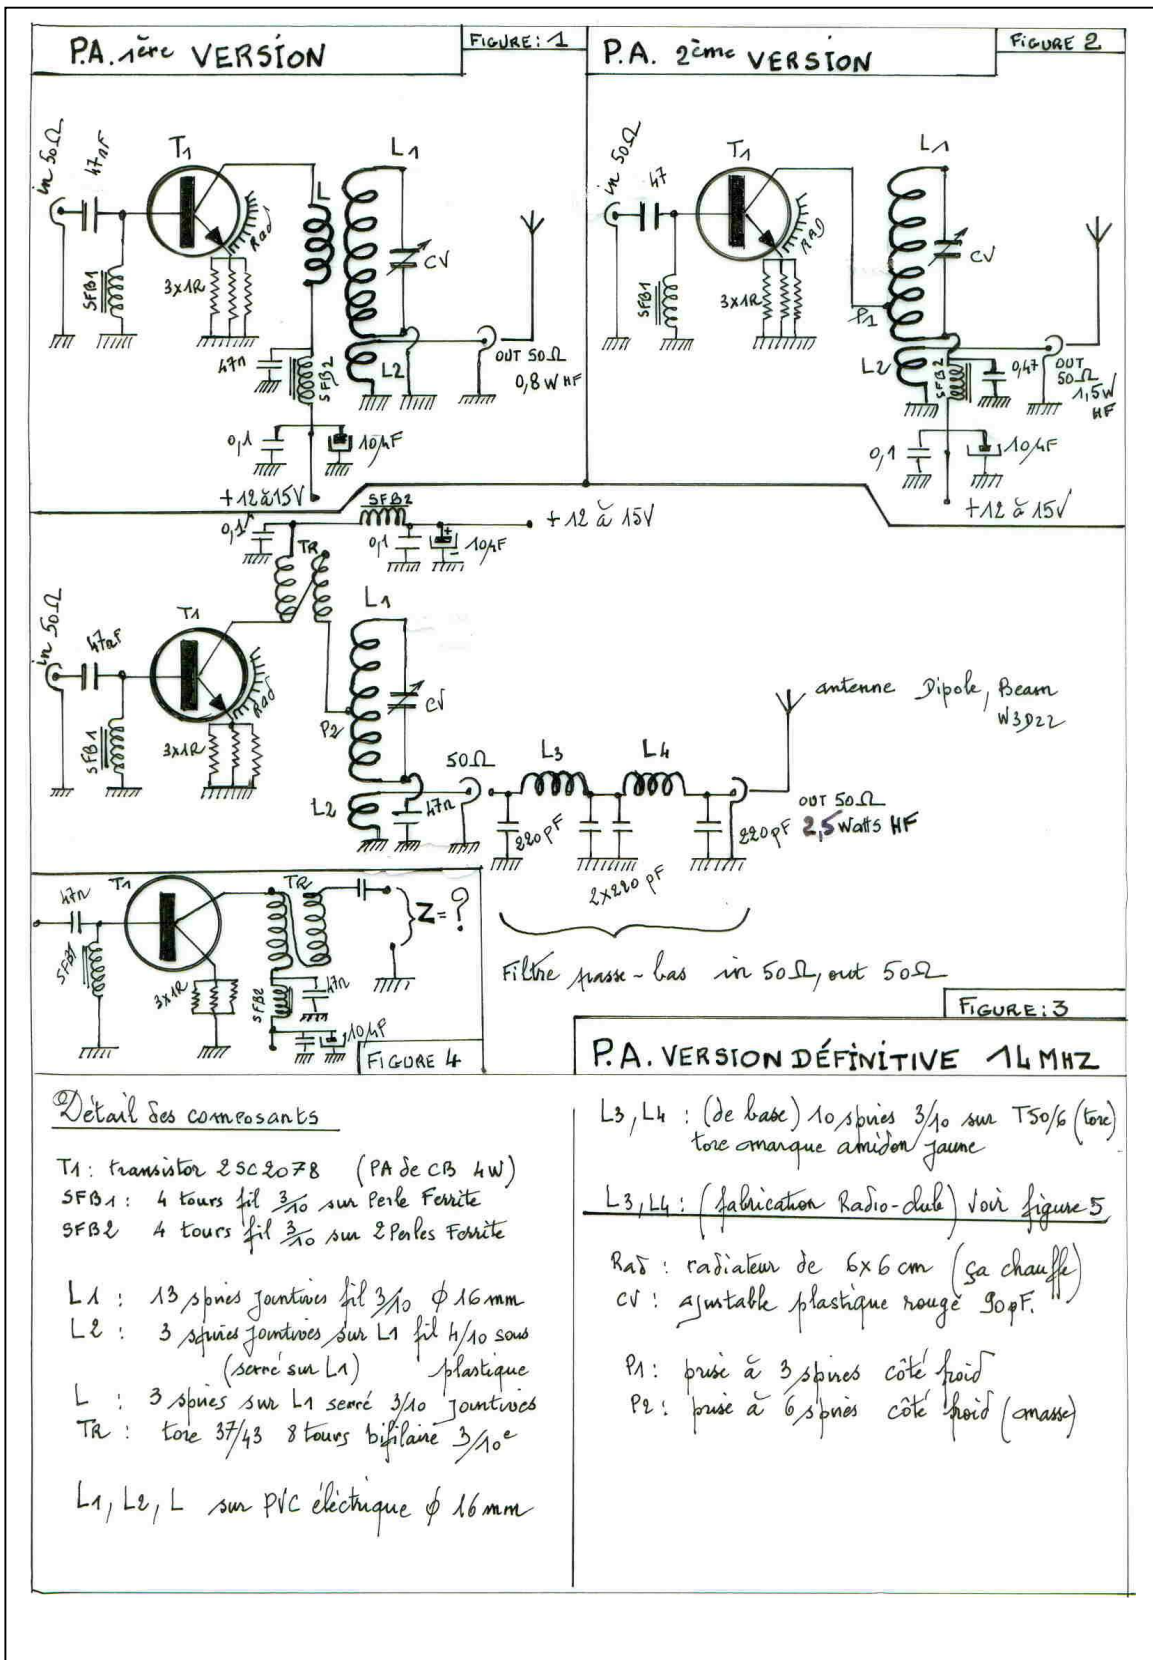 P.A. 1ère VERSION
FIGURE: 1
in 50Ω
47nF
T1
SFB1
3x1R
Rad
L
L1
CV
47n
SFB2
L2
OUT 50Ω
0,8W HF
0,1
10µF
+12 à 15V
P.A. 2ème VERSION
FIGURE 2
in 50Ω
47
T1
SFB1
3x1R
RAD
L1
CV
P1
L2
SFB2
0,47
OUT
50Ω
1,5W
HF
0,1
10µF
+12 à 15V
0,1µ
SFB2
+12 à 15V
0,1
10µF
TR
in 50Ω
47nF
T1
SFB1
3x1R
Rad
L1
CV
P2
L2
47n
50Ω
L3
L4
220pF
2x220 pF
220pF
antenne Dipole, Beam
W3D22
OUT 50Ω
2,5 Watts HF
Filtre passe-bas in 50Ω, out 50Ω
FIGURE: 3
P.A. VERSION DÉFINITIVE 14 MHZ
47n
T1
SFB1
3x1R
TR
Z=?
SFB2
47n
10µF
FIGURE 4
Détail des composants
T1: transistor 2SC2078 (PA de CB 4W)
SFB1: 4 tours fil 3/10 sur Perle Ferrite
SFB2 4 tours fil 3/10 sur 2 Perles Ferrite
L1 : 13 spires jointives fil 3/10 ϕ 16mm
L2 : 3 spires jointives sur L1 fil 4/10 sous
(serré sur L1) plastique
L : 3 spires sur L1 serré 3/10 jointives
TR : tore 37/43 8 tours bifilaire 3/10e
L1, L2, L sur PVC éléctrique ϕ 16mm
L3, L4 : (de base) 10 spires 3/10 sur T50/6 (tore)
tore marque amidon jaune
L3, L4 : (fabrication Radio-club) voir figure 5
Rad : radiateur de 6x6 cm (ça chauffe)
CV : ajustable plastique rouge 90pF.
P1 : prise à 3 spires côté froid
P2 : prise à 6 spires côté froid (masse)